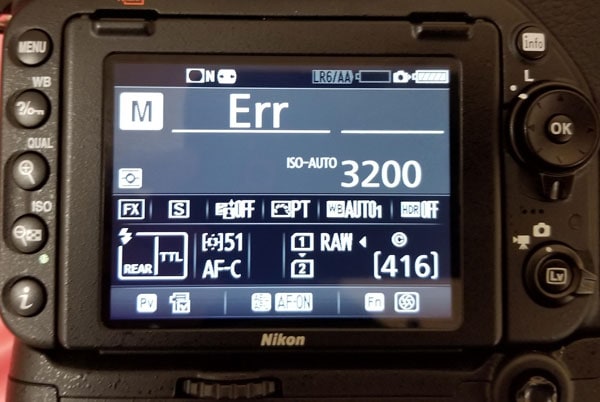 MENU
WB
?/
QUAL
ISO
i
info
L
OK
Lv
N
LR6/AA
M
Err
ISO-AUTO 3200
FX
S
OFF
PT
WB AUTO1
HDR OFF
REAR
TTL
[ ] 51
AF-C
1 RAW
2
[416]
PV
AF-ON
Fn
Nikon